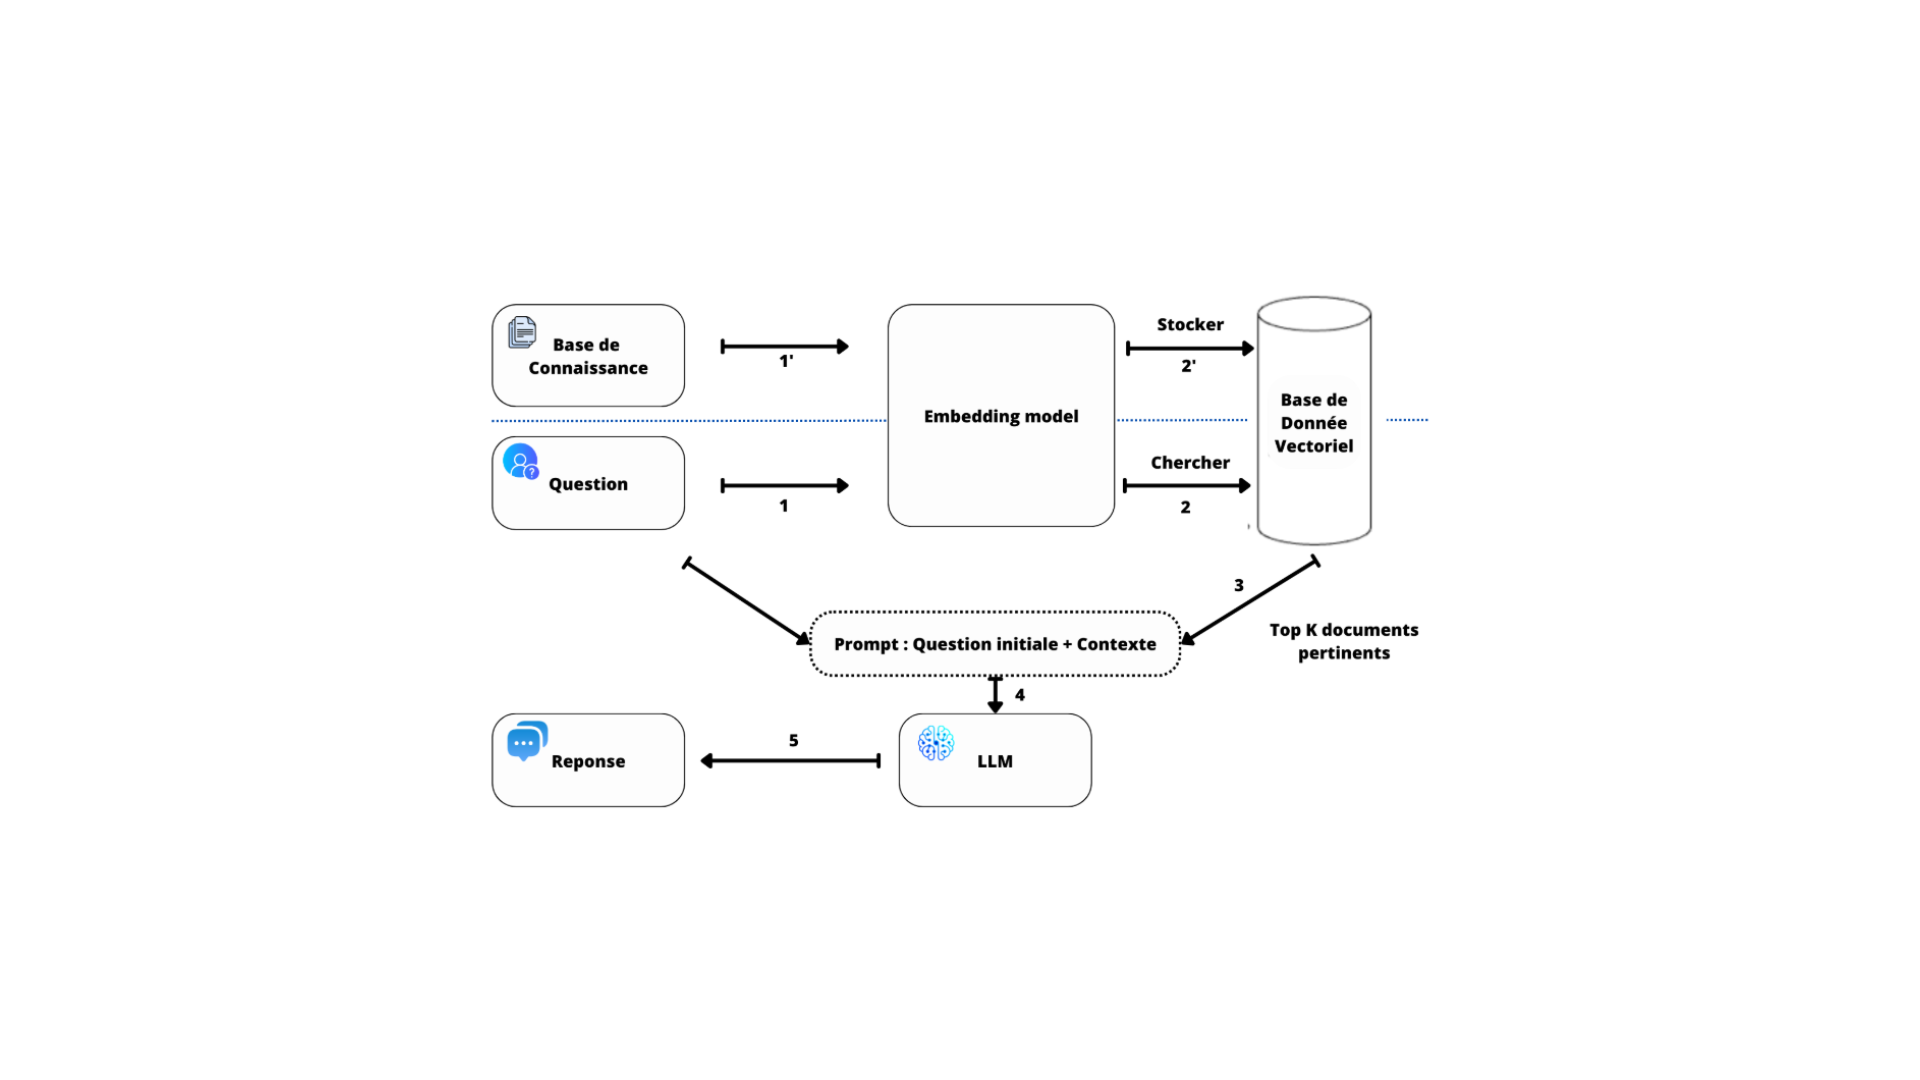 Base de
Connaissance
1'
Stocker
2'
Embedding model
Base de
Donnée
Vectoriel
Question
?
1
Chercher
2
3
Prompt : Question initiale + Contexte
Top K documents
pertinents
4
Reponse
5
LLM